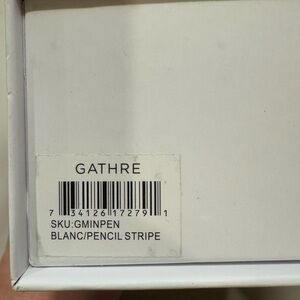 GATHRE
7 34126 17279 1
SKU:GMINPEN
BLANC/PENCIL STRIPE